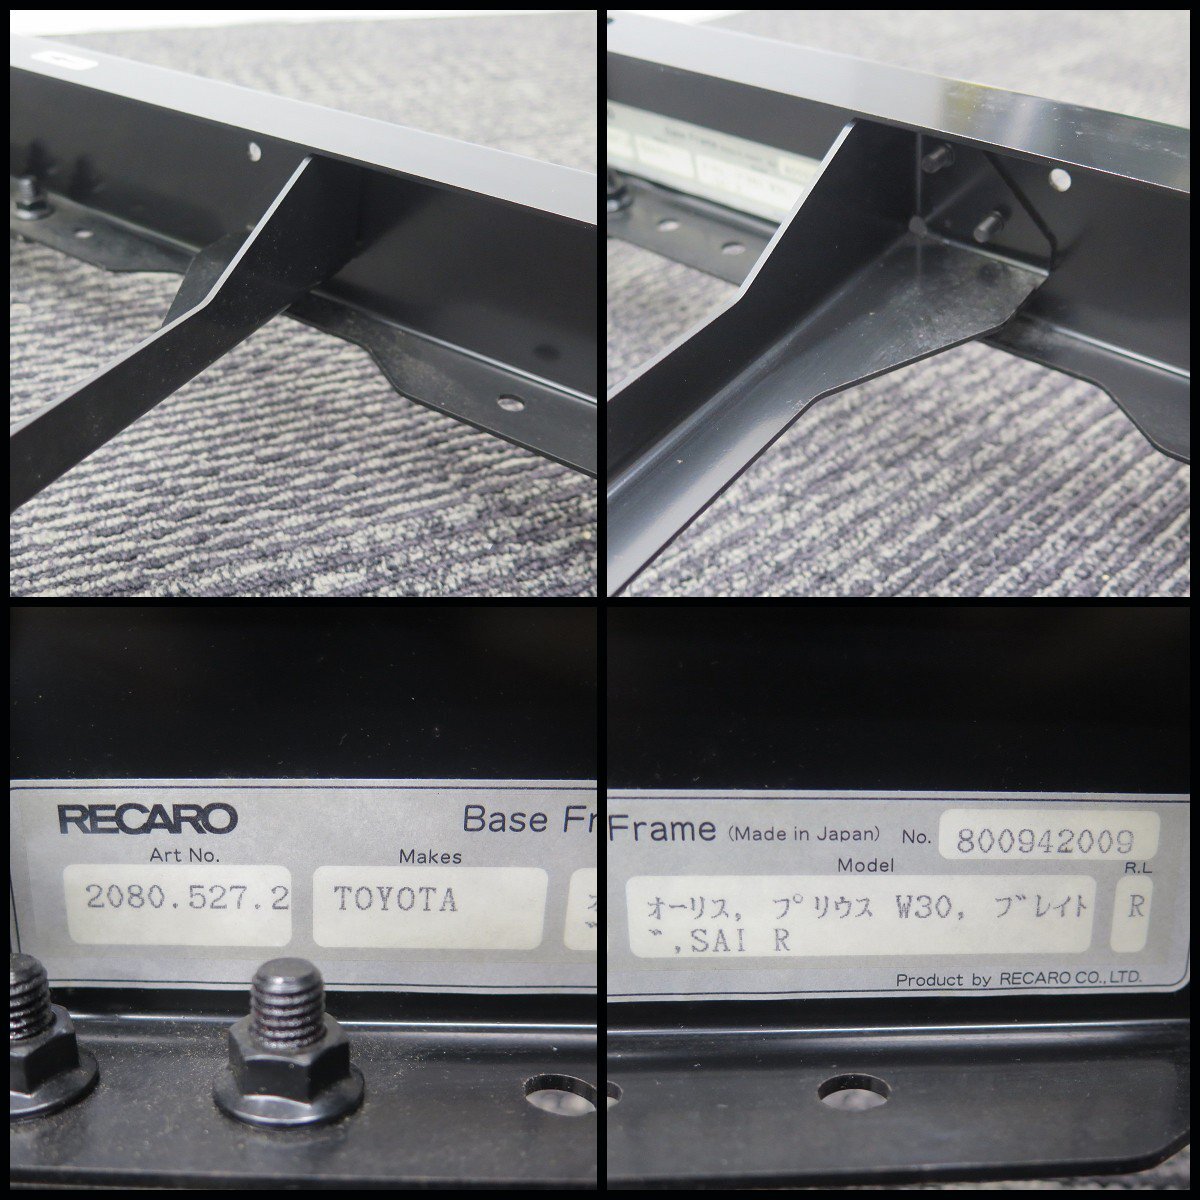 RECARO
Base Fr
Art No.
Makes
2080.527.2
TOYOTA
Frame (Made in Japan) No. 800942009
Model
R.L
オーリス, プリウス W30, ブレイト
゛,SAI R
R
Product by RECARO CO.,LTD.